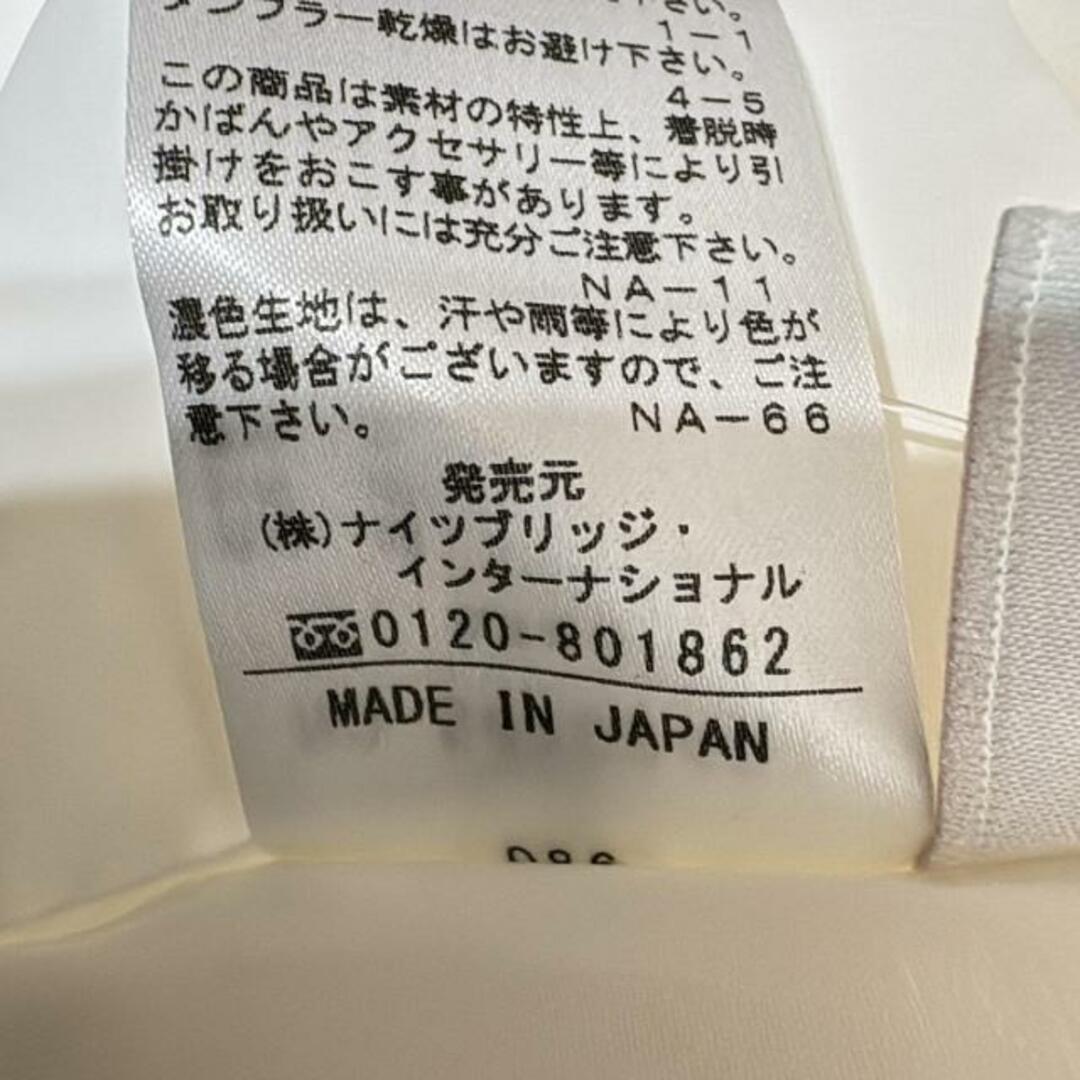 下さい。
1－1
タンブラー乾燥はお避け下さい。
4－5
この商品は素材の特性上、着脱時
かばんやアクセサリー等により引
掛けをおこす事があります。
お取り扱いには充分ご注意下さい。
NA－11
濃色生地は、汗や雨等により色が
移る場合がございますので、ご注
意下さい。 NA－66
発売元
(株)ナイツブリッジ・
インターナショナル
0120-801862
MADE IN JAPAN